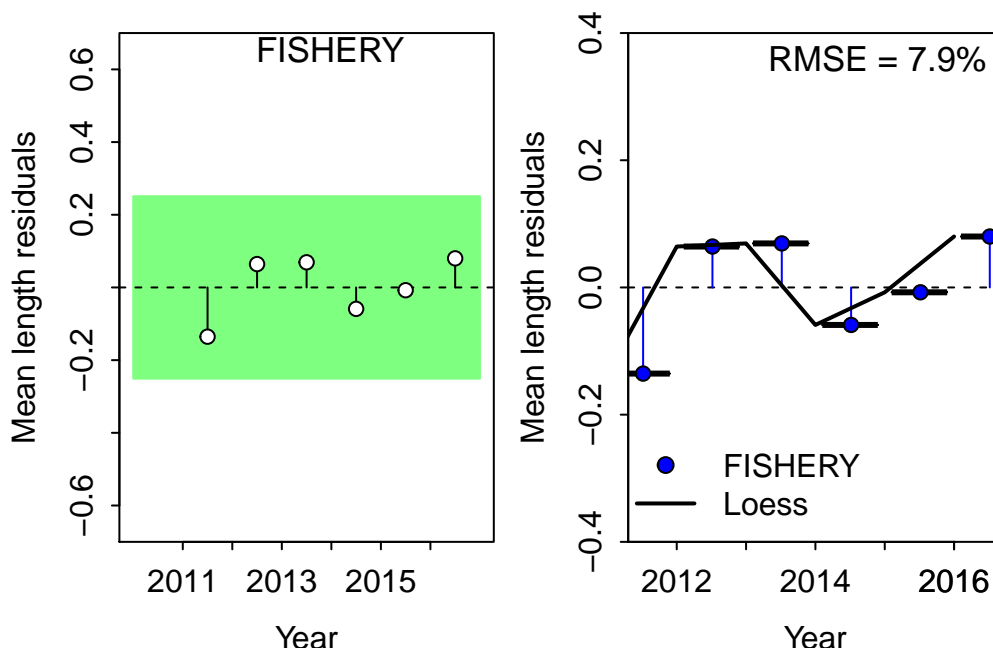 FISHERY
Mean length residuals
0.6
0.4
0.2
−0.2
−0.6
2011 2013 2015
Year
RMSE = 7.9%
Mean length residuals
0.4
0.2
0.0
−0.2
−0.4
FISHERY
Loess
2012 2014 2016
Year